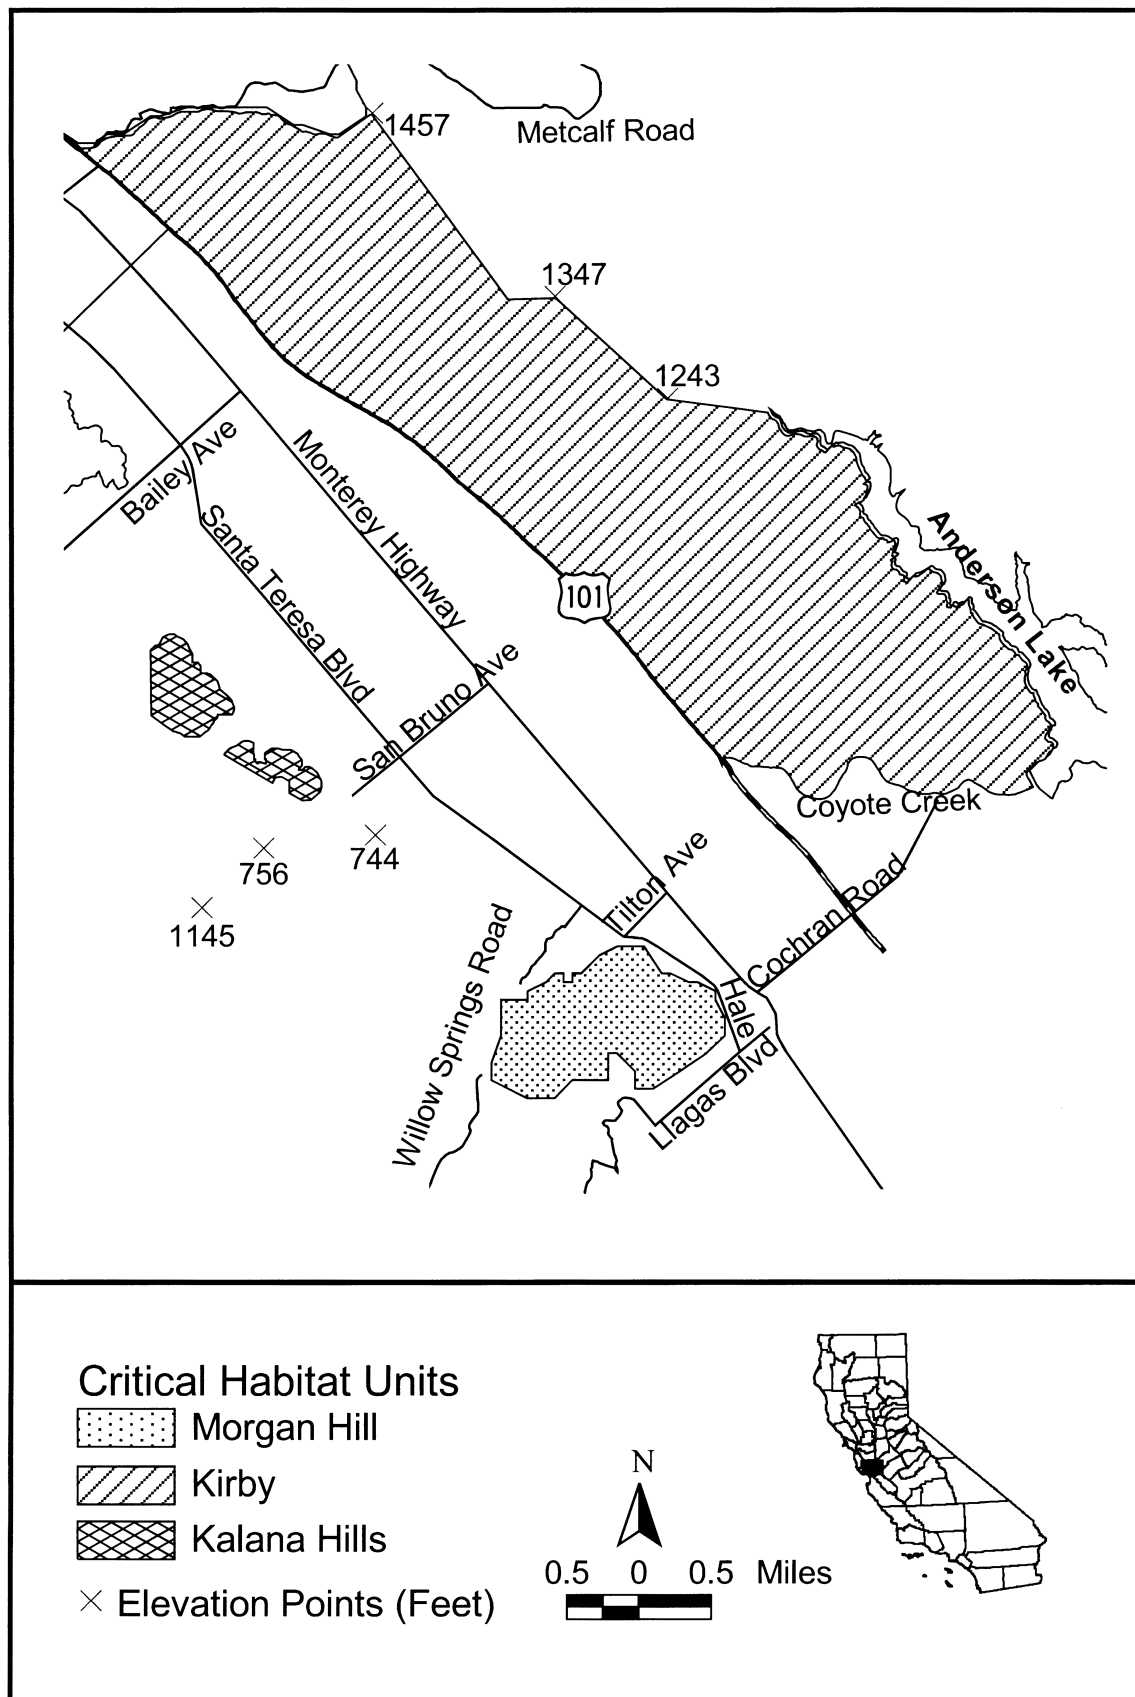 1457
Metcalf Road
1347
1243
Bailey Ave
Monterey Highway
Santa Teresa Blvd
101
Anderson Lake
San Bruno Ave
Coyote Creek
756
744
1145
Tilton Ave
Cochran Road
Willow Springs Road
Hale
Llagas Blvd
Critical Habitat Units
Morgan Hill
Kirby
Kalana Hills
Elevation Points (Feet)
N
0.5 0 0.5 Miles